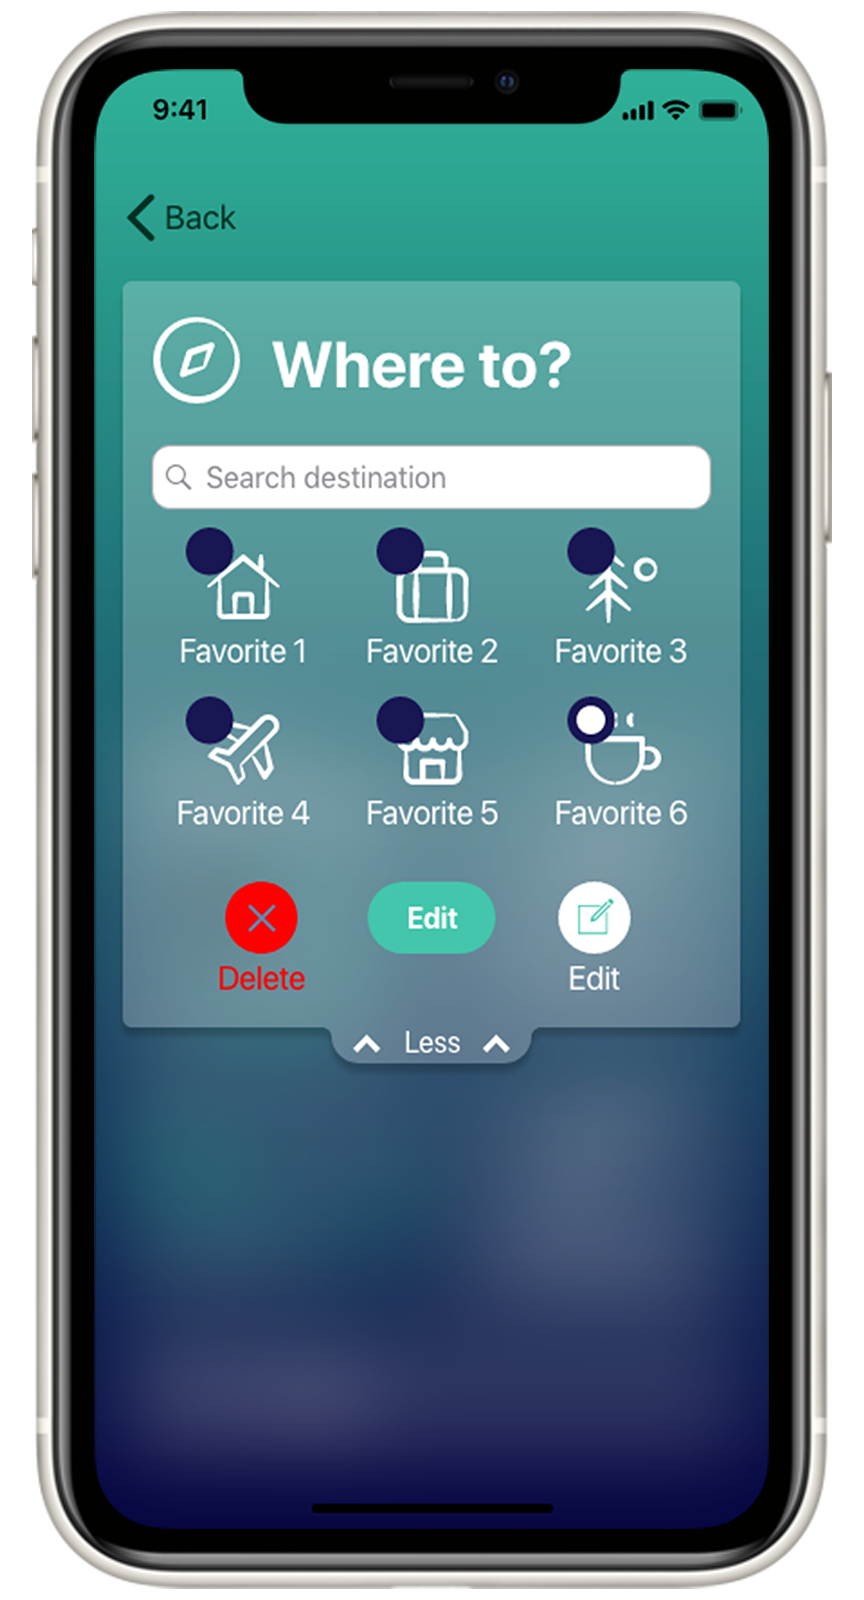 9:41
Back
Where to?
Search destination
Favorite 1 Favorite 2 Favorite 3
Favorite 4 Favorite 5 Favorite 6
Edit
Delete Edit
Less